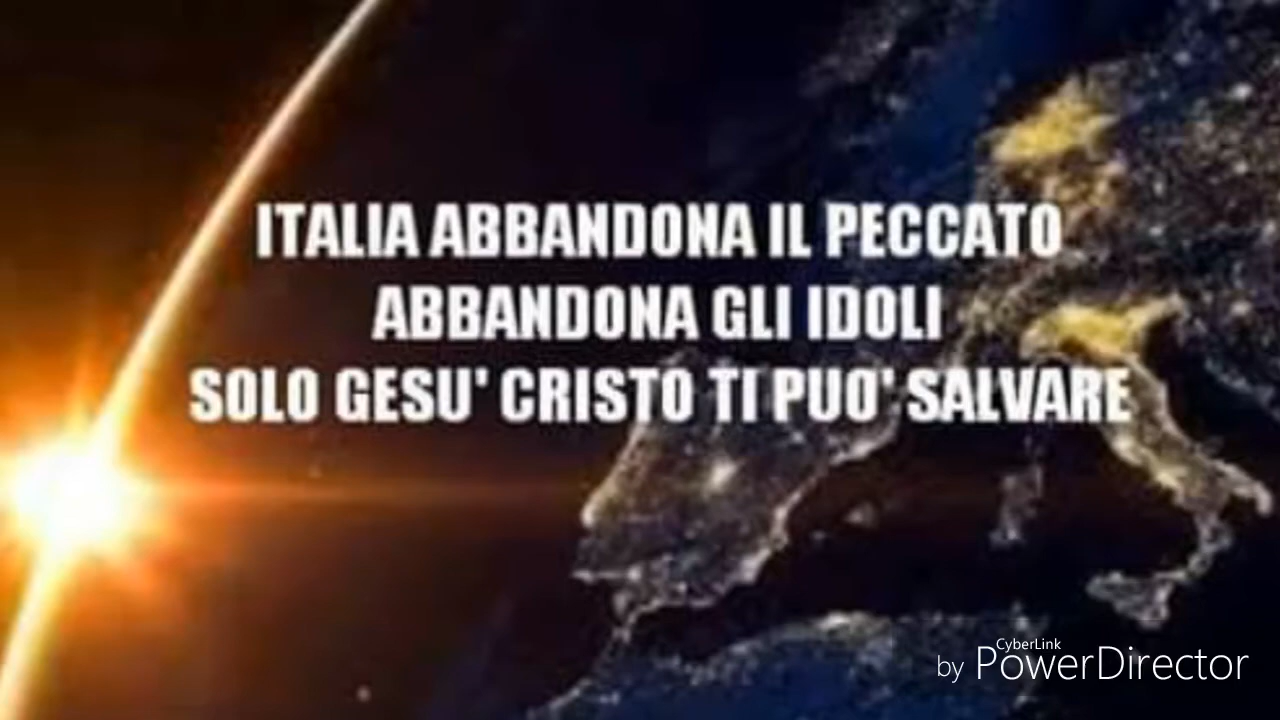 ITALIA ABBANDONA IL PECCATO
ABBANDONA GLI IDOLI
SOLO GESU' CRISTO TI PUO' SALVARE
CyberLink
by PowerDirector